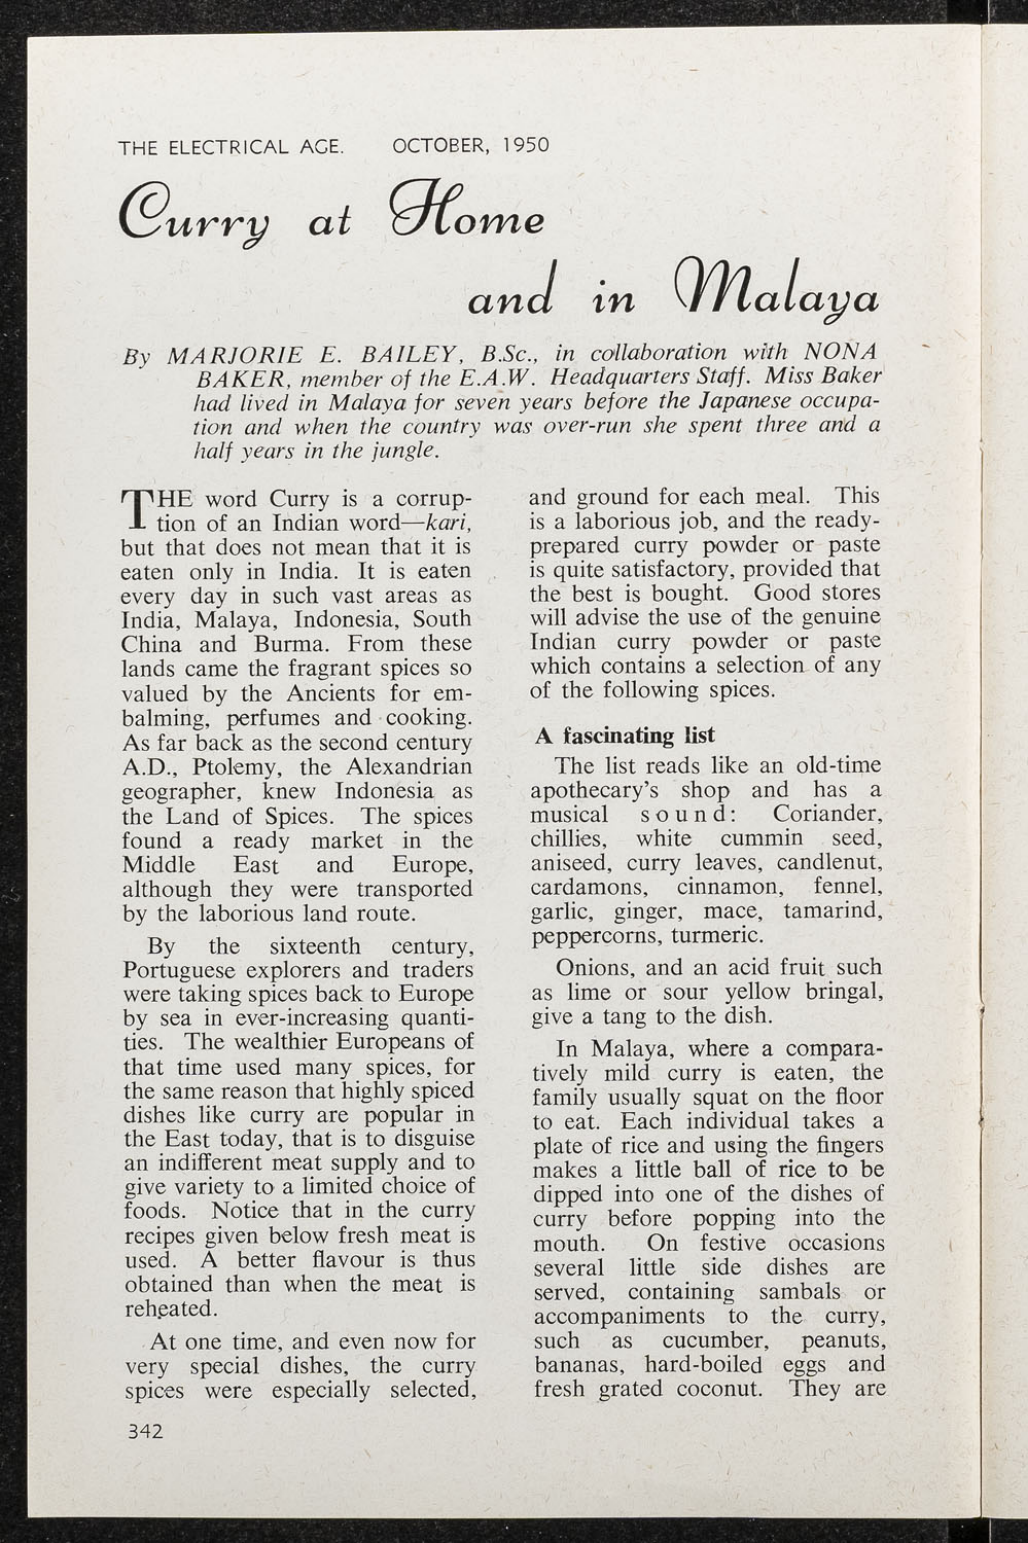 THE ELECTRICAL AGE. OCTOBER, 1950
Curry at Home
and in Malaya
By MARJORIE E. BAILEY, B.Sc., in collaboration with NONA
BAKER, member of the E.A.W. Headquarters Staff. Miss Baker
had lived in Malaya for seven years before the Japanese occupa-
tion and when the country was over-run she spent three and a
half years in the jungle.
THE word Curry is a corrup-
tion of an Indian word—kari,
but that does not mean that it is
eaten only in India. It is eaten
every day in such vast areas as
India, Malaya, Indonesia, South
China and Burma. From these
lands came the fragrant spices so
valued by the Ancients for em-
balming, perfumes and cooking.
As far back as the second century
A.D., Ptolemy, the Alexandrian
geographer, knew Indonesia as
the Land of Spices. The spices
found a ready market in the
Middle East and Europe,
although they were transported
by the laborious land route.
By the sixteenth century,
Portuguese explorers and traders
were taking spices back to Europe
by sea in ever-increasing quanti-
ties. The wealthier Europeans of
that time used many spices, for
the same reason that highly spiced
dishes like curry are popular in
the East today, that is to disguise
an indifferent meat supply and to
give variety to a limited choice of
foods. Notice that in the curry
recipes given below fresh meat is
used. A better flavour is thus
obtained than when the meat is
reheated.
At one time, and even now for
very special dishes, the curry
spices were especially selected,
and ground for each meal. This
is a laborious job, and the ready-
prepared curry powder or paste
is quite satisfactory, provided that
the best is bought. Good stores
will advise the use of the genuine
Indian curry powder or paste
which contains a selection of any
of the following spices.
A fascinating list
The list reads like an old-time
apothecary's shop and has a
musical sound: Coriander,
chillies, white cummin seed,
aniseed, curry leaves, candlenut,
cardamons, cinnamon, fennel,
garlic, ginger, mace, tamarind,
peppercorns, turmeric.
Onions, and an acid fruit such
as lime or sour yellow bringal,
give a tang to the dish.
In Malaya, where a compara-
tively mild curry is eaten, the
family usually squat on the floor
to eat. Each individual takes a
plate of rice and using the fingers
makes a little ball of rice to be
dipped into one of the dishes of
curry before popping into the
mouth. On festive occasions
several little side dishes are
served, containing sambals or
accompaniments to the curry,
such as cucumber, peanuts,
bananas, hard-boiled eggs and
fresh grated coconut. They are
342